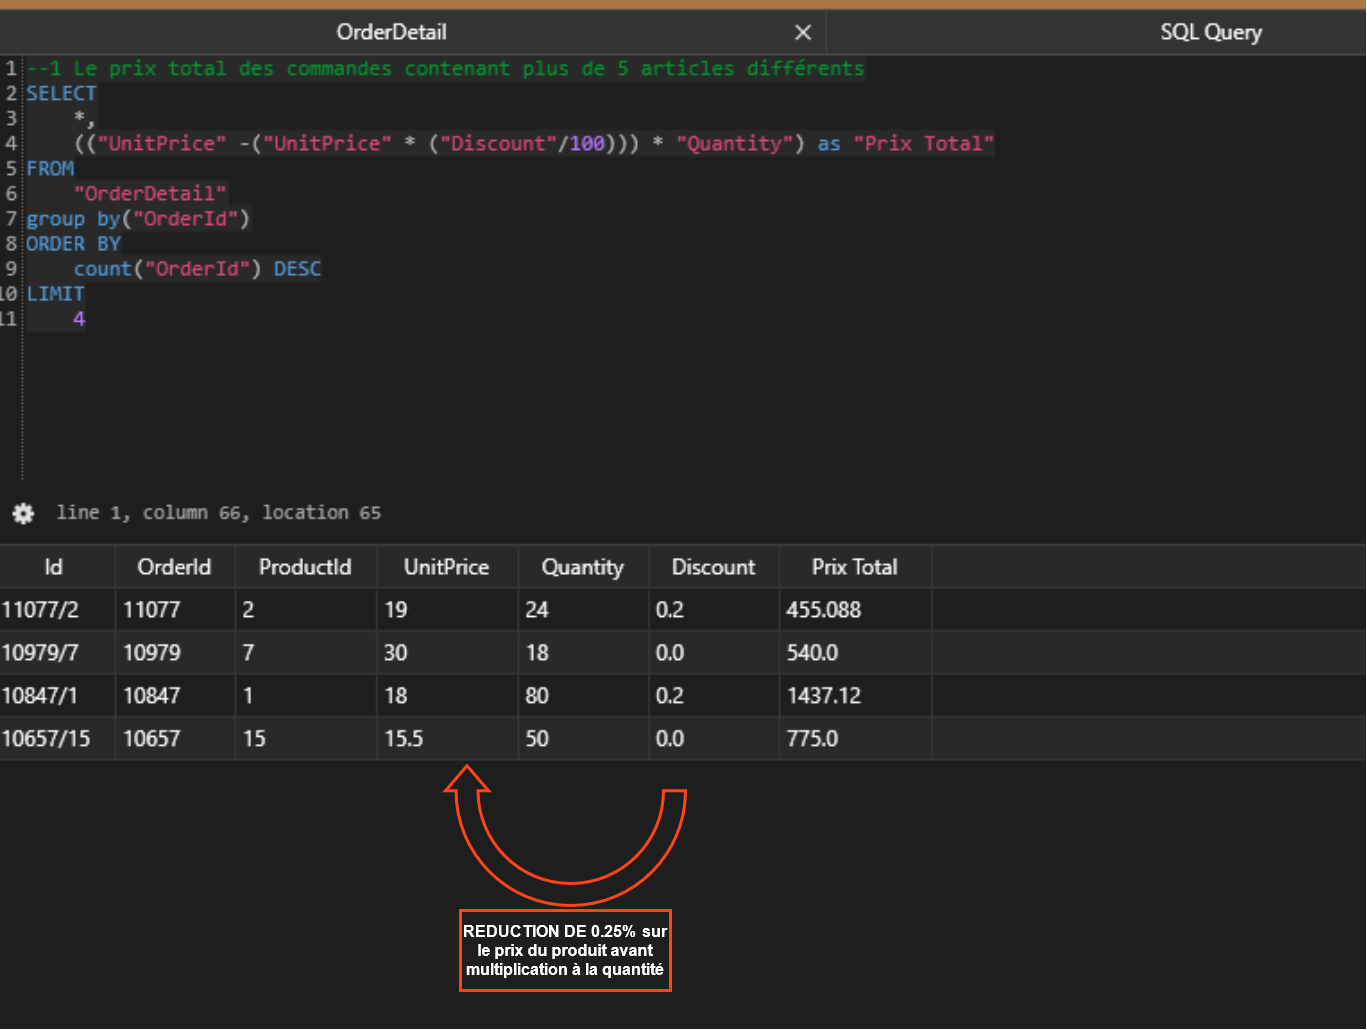 OrderDetail
SQL Query
1 --1 Le prix total des commandes contenant plus de 5 articles différents
2 SELECT
3 *,
4 (("UnitPrice" -("UnitPrice" * ("Discount"/100))) * "Quantity") as "Prix Total"
5 FROM
6 "OrderDetail"
7 group by("OrderId")
8 ORDER BY
9 count("OrderId") DESC
10 LIMIT
11 4
line 1, column 66, location 65
Id OrderId ProductId UnitPrice Quantity Discount Prix Total
11077/2 11077 2 19 24 0.2 455.088
10979/7 10979 7 30 18 0.0 540.0
10847/1 10847 1 18 80 0.2 1437.12
10657/15 10657 15 15.5 50 0.0 775.0
REDUCTION DE 0.25% sur
le prix du produit avant
multiplication à la quantité